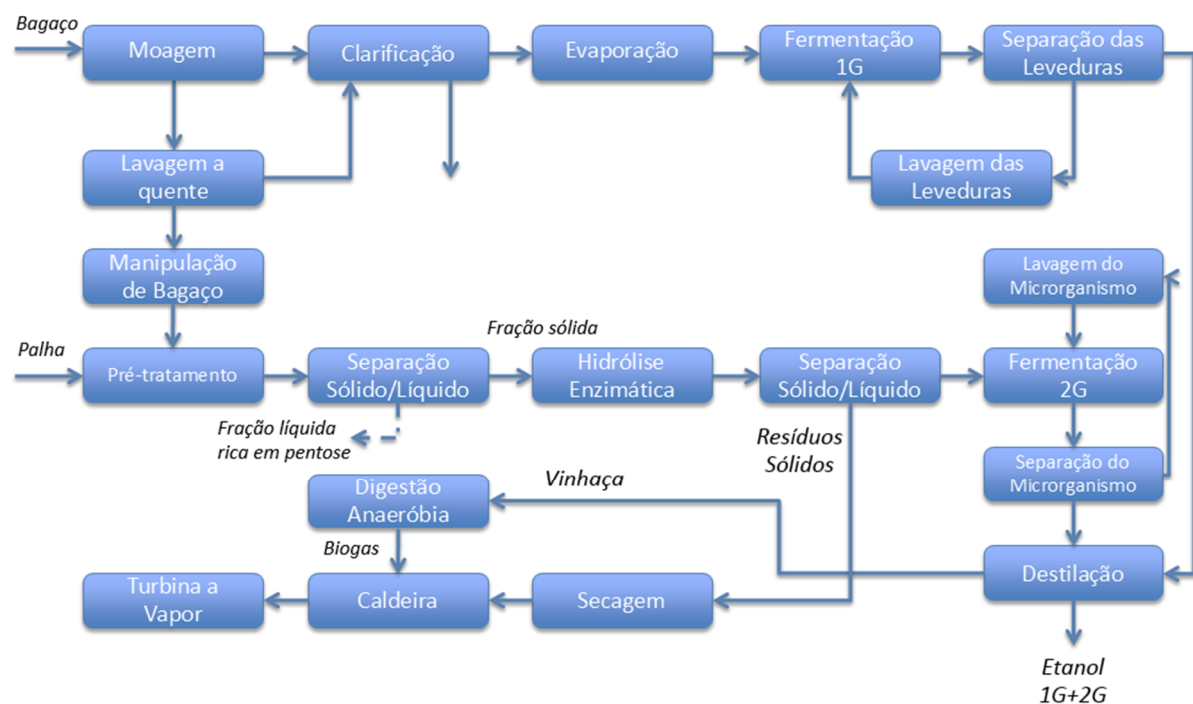 Bagaço
Moagem
Clarificação
Evaporação
Fermentação
1G
Separação das
Leveduras
Lavagem a
quente
Lavagem das
Leveduras
Manipulação
de Bagaço
Lavagem do
Microrganismo
Palha
Pré-tratamento
Separação
Sólido/Líquido
Fração sólida
Hidrólise
Enzimática
Separação
Sólido/Líquido
Fermentação
2G
Fração líquida
rica em pentose
Resíduos
Sólidos
Separação do
Microrganismo
Vinhaça
Digestão
Anaeróbia
Biogas
Turbina a
Vapor
Caldeira
Secagem
Destilação
Etanol
1G+2G